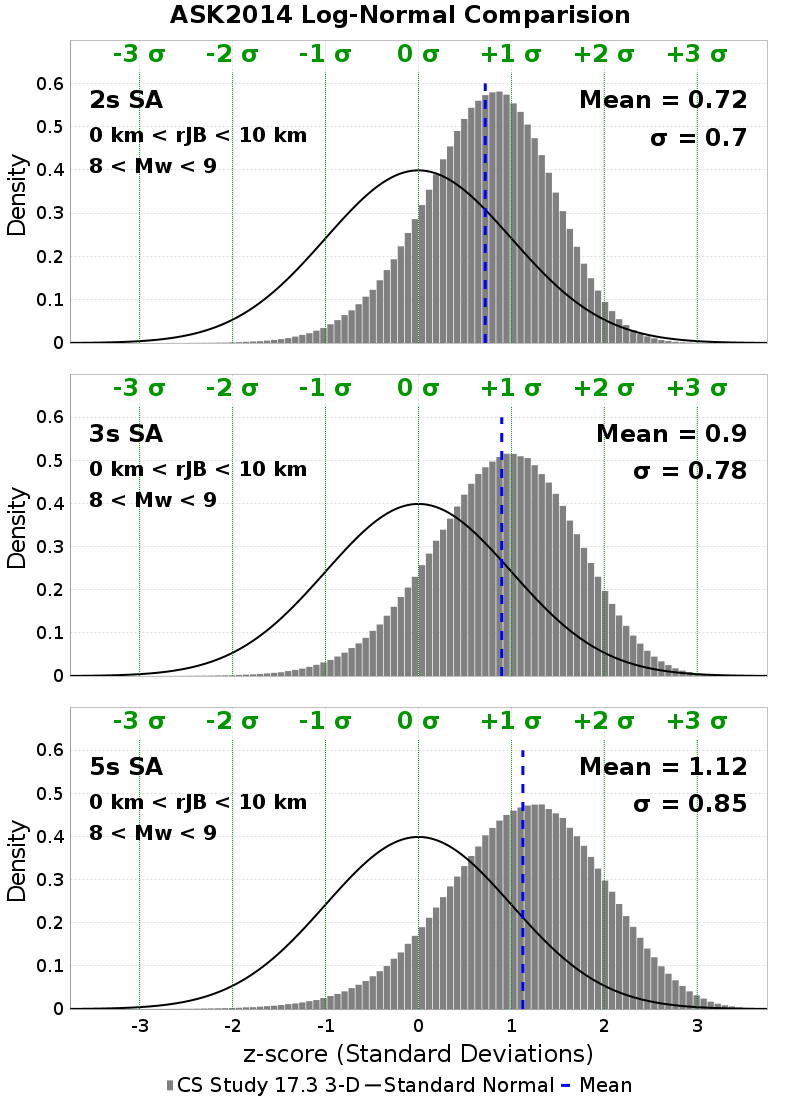 ASK2014 Log-Normal Comparision
-3 σ -2 σ -1 σ 0 σ +1 σ +2 σ +3 σ
0.6
2s SA
Mean = 0.72
0.5
0 km < rJB < 10 km
σ = 0.7
8 < Mw < 9
0.4
0.3
0.2
0.1
0
Density
-3 σ -2 σ -1 σ 0 σ +1 σ +2 σ +3 σ
0.6
3s SA
Mean = 0.9
0.5
0 km < rJB < 10 km
σ = 0.78
8 < Mw < 9
0.4
0.3
0.2
0.1
0
Density
-3 σ -2 σ -1 σ 0 σ +1 σ +2 σ +3 σ
0.6
5s SA
Mean = 1.12
0.5
0 km < rJB < 10 km
σ = 0.85
8 < Mw < 9
0.4
0.3
0.2
0.1
0
Density
-3 -2 -1 0 1 2 3
z-score (Standard Deviations)
CS Study 17.3 3-D Standard Normal Mean